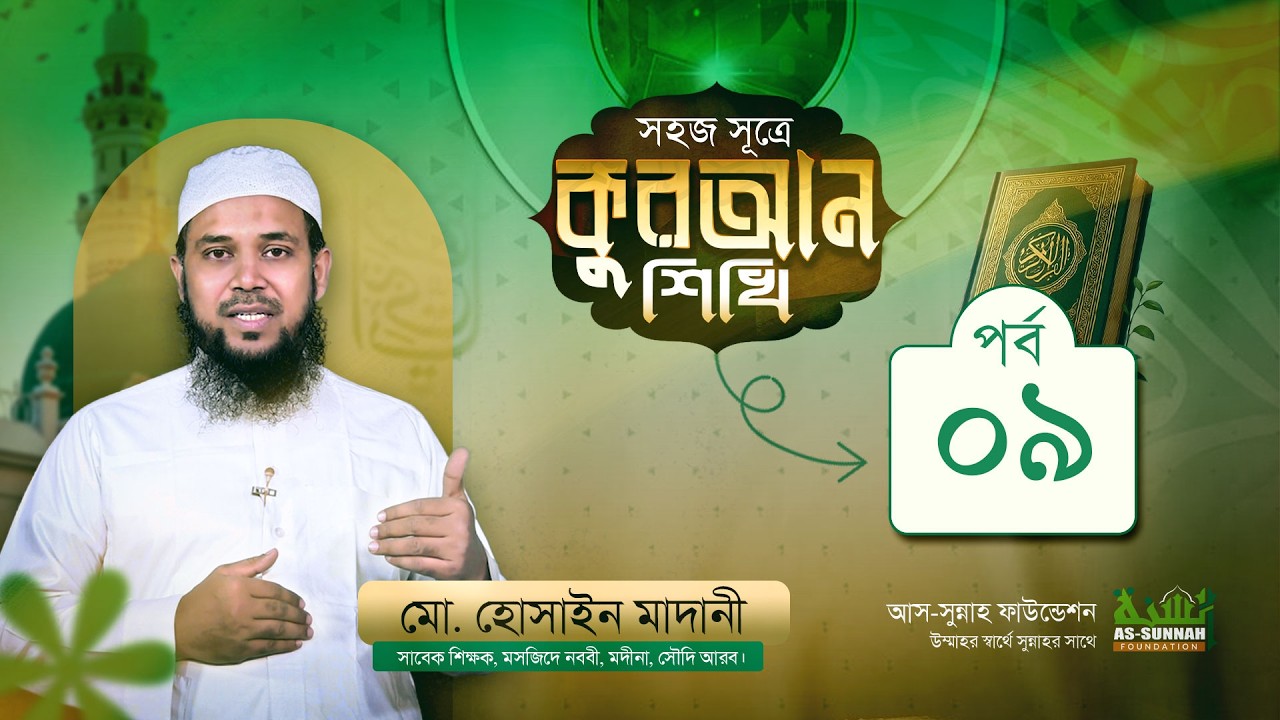 সহজ সূত্রে
কুরআন
শিখি
পর্ব
০৯
মো. হোসাইন মাদানী
সাবেক শিক্ষক, মসজিদে নববী, মদীনা, সৌদি আরব।
আস-সুন্নাহ ফাউন্ডেশন
উম্মাহর স্বার্থে সুন্নাহর সাথে
AS-SUNNAH
FOUNDATION